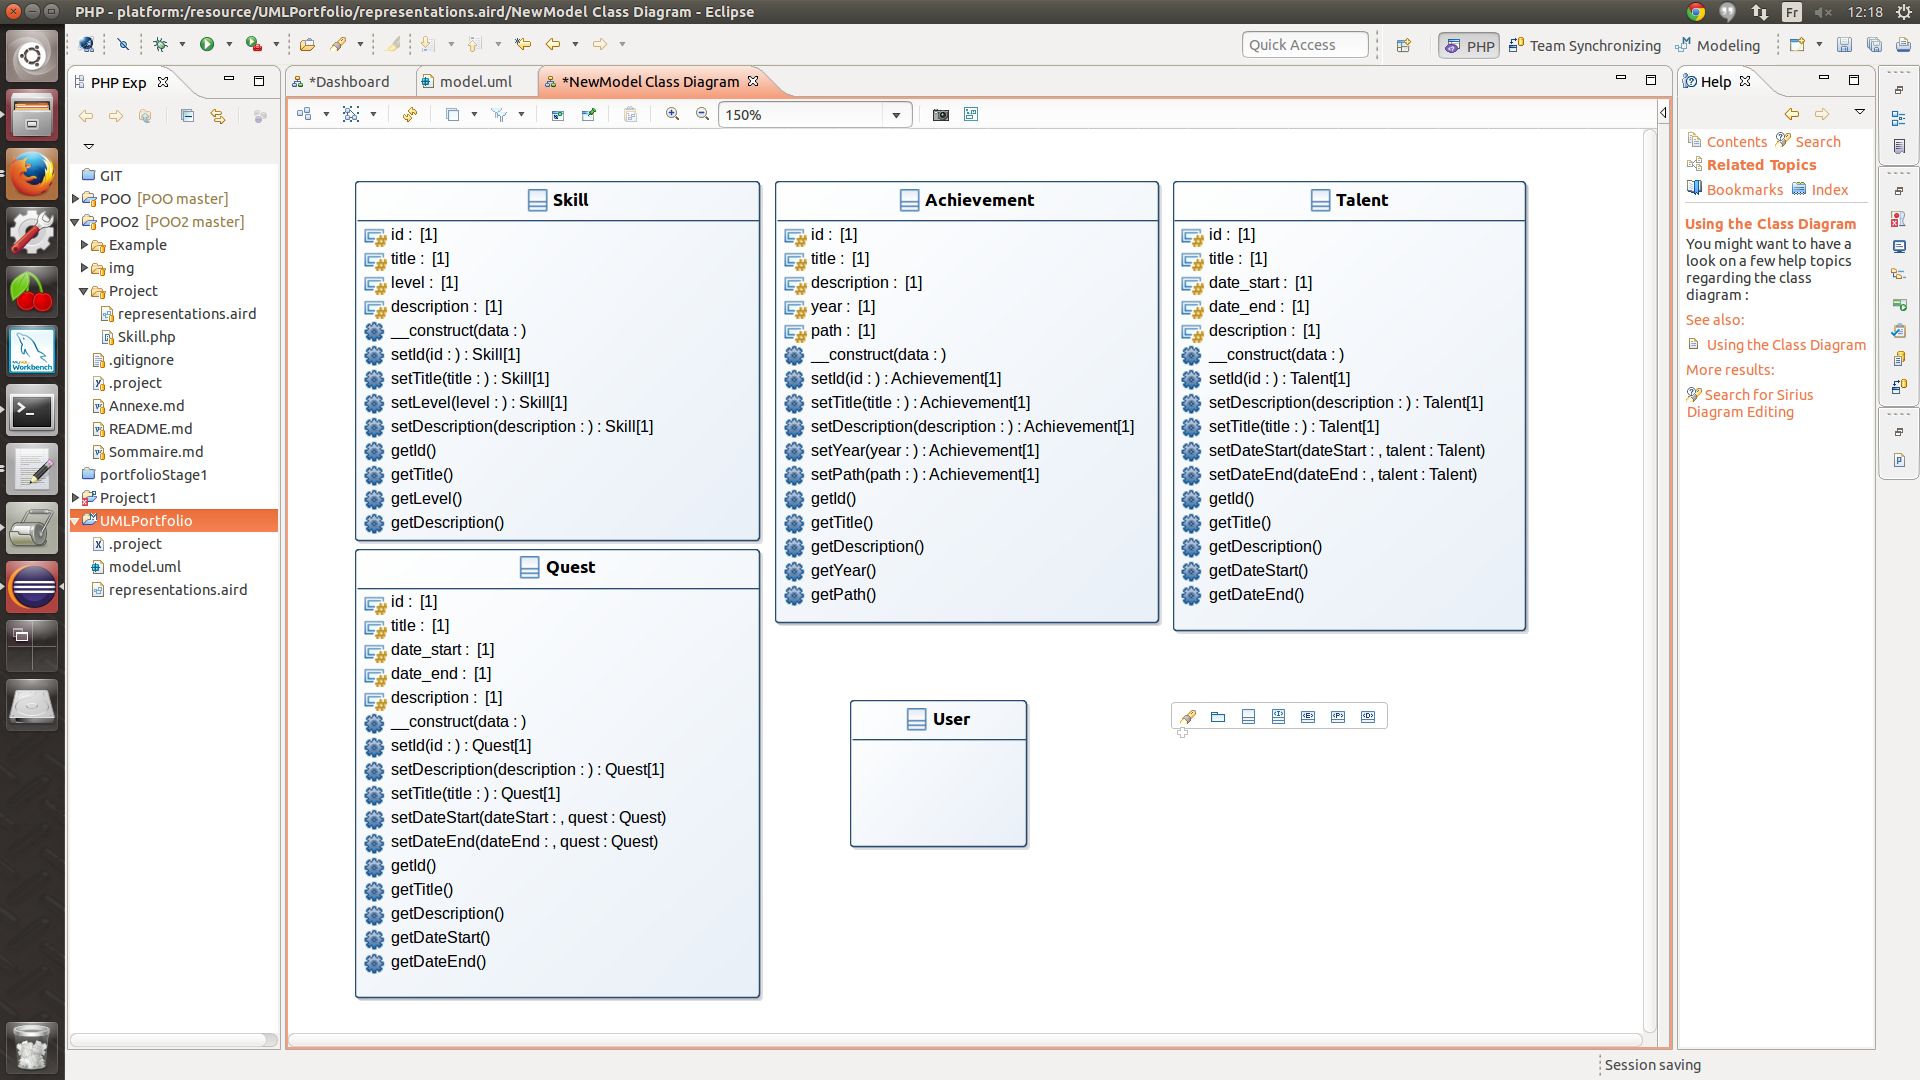 PHP - platform:/resource/UMLPortfolio/representations.aird/NewModel Class Diagram - Eclipse
Fr
12:18
Quick Access
PHP
Team Synchronizing
Modeling
PHP Exp
*Dashboard
model.uml
*NewModel Class Diagram
Help
150%
GIT
POO [POO master]
POO2 [POO2 master]
Example
img
Project
representations.aird
Skill.php
.gitignore
.project
Annexe.md
README.md
Sommaire.md
portfolioStage1
Project1
UMLPortfolio
.project
model.uml
representations.aird
MySQL
Workbench
Skill
id : [1]
title : [1]
level : [1]
description : [1]
__construct(data : )
setId(id : ) : Skill[1]
setTitle(title : ) : Skill[1]
setLevel(level : ) : Skill[1]
setDescription(description : ) : Skill[1]
getId()
getTitle()
getLevel()
getDescription()
Quest
id : [1]
title : [1]
date_start : [1]
date_end : [1]
description : [1]
__construct(data : )
setId(id : ) : Quest[1]
setDescription(description : ) : Quest[1]
setTitle(title : ) : Quest[1]
setDateStart(dateStart : , quest : Quest)
setDateEnd(dateEnd : , quest : Quest)
getId()
getTitle()
getDescription()
getDateStart()
getDateEnd()
Achievement
id : [1]
title : [1]
description : [1]
year : [1]
path : [1]
__construct(data : )
setId(id : ) : Achievement[1]
setTitle(title : ) : Achievement[1]
setDescription(description : ) : Achievement[1]
setYear(year : ) : Achievement[1]
setPath(path : ) : Achievement[1]
getId()
getTitle()
getDescription()
getYear()
getPath()
Talent
id : [1]
title : [1]
date_start : [1]
date_end : [1]
description : [1]
__construct(data : )
setId(id : ) : Talent[1]
setDescription(description : ) : Talent[1]
setTitle(title : ) : Talent[1]
setDateStart(dateStart : , talent : Talent)
setDateEnd(dateEnd : , talent : Talent)
getId()
getTitle()
getDescription()
getDateStart()
getDateEnd()
User
Contents
Search
Related Topics
Bookmarks
Index
Using the Class Diagram
You might want to have a
look on a few help topics
regarding the class
diagram :
See also:
Using the Class Diagram
More results:
Search for Sirius
Diagram Editing
Session saving